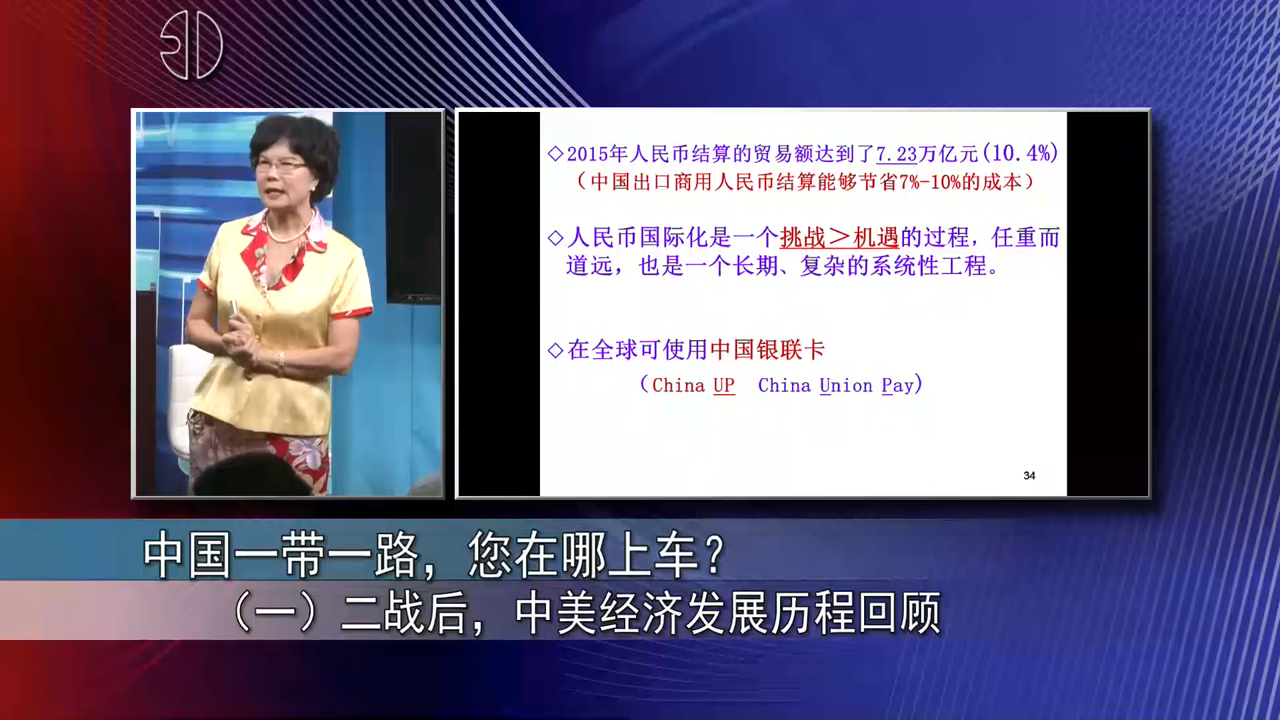 ◇2015年人民币结算的贸易额达到了7.23万亿元(10.4%)
（中国出口商用人民币结算能够节省7%-10%的成本）
◇人民币国际化是一个挑战＞机遇的过程，任重而
道远，也是一个长期、复杂的系统性工程。
◇在全球可使用中国银联卡
（China UP  China Union Pay）
34
中国一带一路，您在哪上车？
（一）二战后，中美经济发展历程回顾